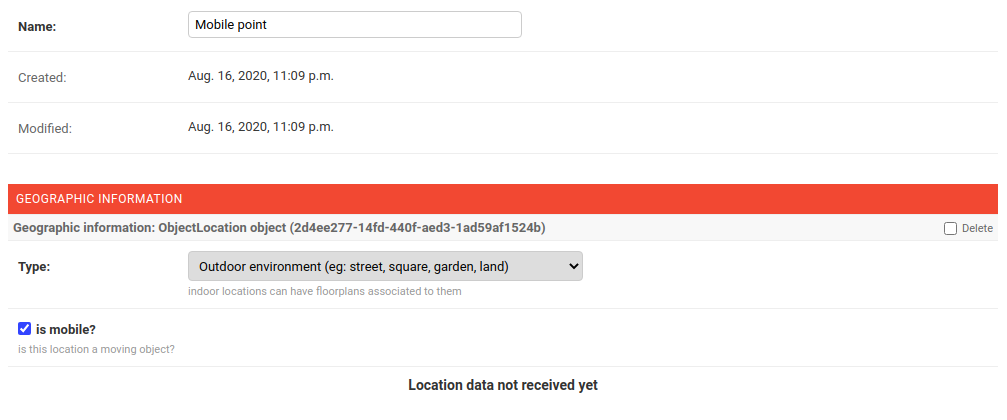 Name: Mobile point
Created: Aug. 16, 2020, 11:09 p.m.
Modified: Aug. 16, 2020, 11:09 p.m.
GEOGRAPHIC INFORMATION
Geographic information: ObjectLocation object (2d4ee277-14fd-440f-aed3-1ad59af1524b) Delete
Type: Outdoor environment (eg: street, square, garden, land)
indoor locations can have floorplans associated to them
is mobile?
is this location a moving object?
Location data not received yet